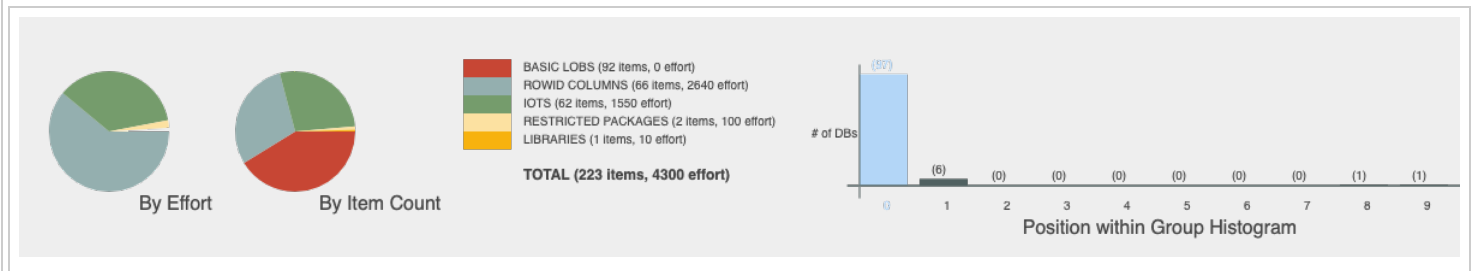 BASIC LOBS (92 items, 0 effort)
ROWID COLUMNS (66 items, 2640 effort)
IOTS (62 items, 1550 effort)
RESTRICTED PACKAGES (2 items, 100 effort)
LIBRARIES (1 items, 10 effort)
TOTAL (223 items, 4300 effort)
By Effort
By Item Count
# of DBs
(6) (0) (0) (0) (0) (0) (0) (1) (1)
1 2 3 4 5 6 7 8 9
Position within Group Histogram